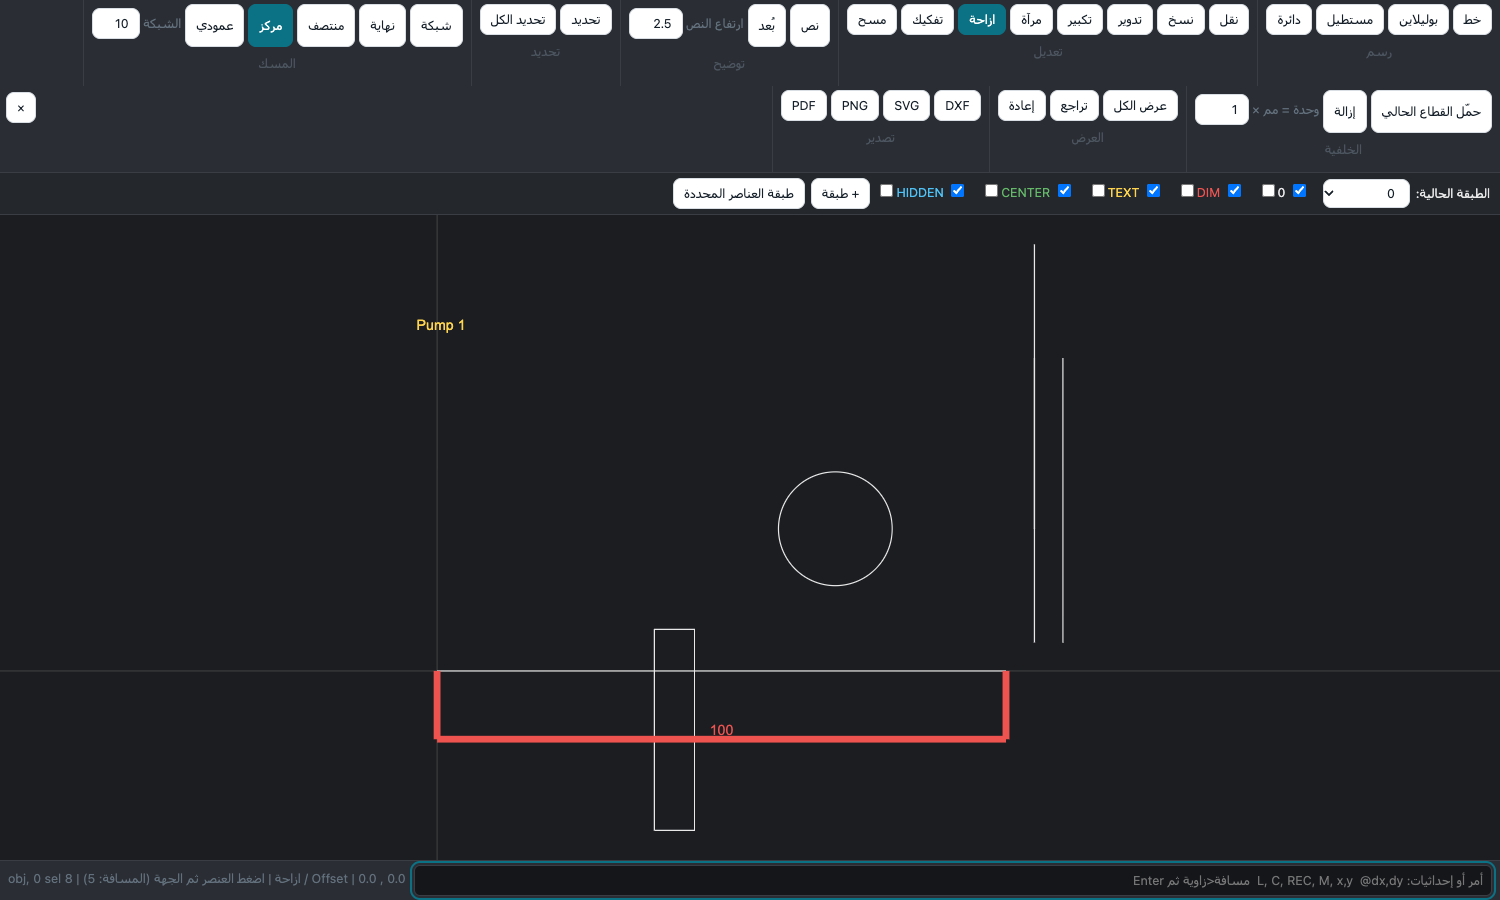 خط بوليلاين مستطيل دائرة
رسم
نقل نسخ تدوير تكبير مرآة ازاحة تفكيك مسح
تعديل
نص بُعد ارتفاع النص 2.5
توضيح
تحديد تحديد الكل
تحديد
شبكة نهاية منتصف مركز عمودي الشبكة 10
المسك
حمّل القطاع الحالي إزالة وحدة = مم × 1
الخلفية
عرض الكل تراجع إعادة
العرض
DXF SVG PNG PDF
تصدير
×
الطبقة الحالية: 0 0 DIM TEXT CENTER HIDDEN + طبقة طبقة العناصر المحددة
Pump 1
100
أمر أو إحداثيات: L, C, REC, M, x,y @dx,dy مسافة<زاوية ثم Enter
obj, 0 sel 8 | ازاحة / Offset | اضغط العنصر ثم الجهة (المسافة: 5) | 0.0 , 0.0